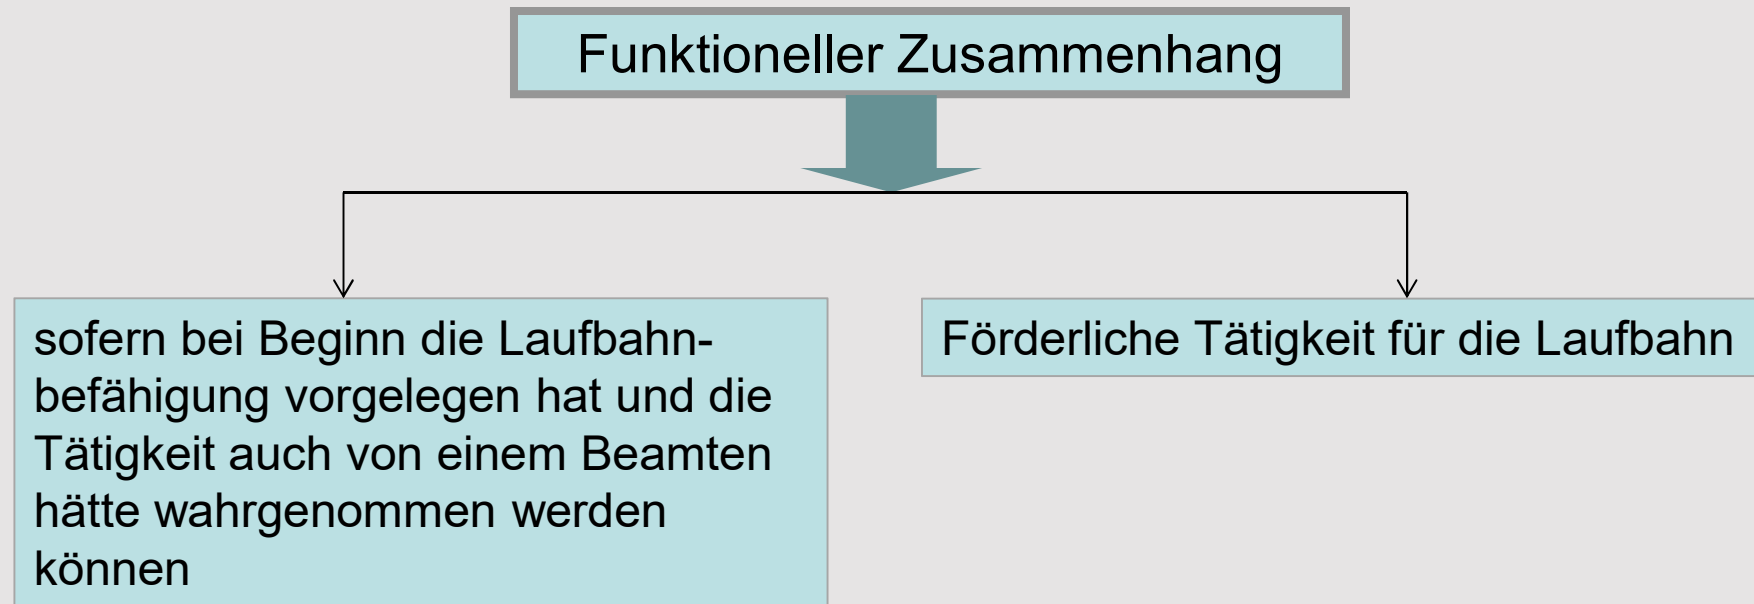 Funktioneller Zusammenhang
sofern bei Beginn die Laufbahn-
befähigung vorgelegen hat und die
Tätigkeit auch von einem Beamten
hätte wahrgenommen werden
können
Förderliche Tätigkeit für die Laufbahn